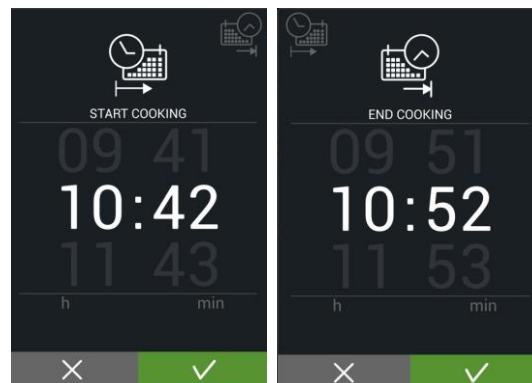 START COOKING
09 41
10:42
11 43
h min
END COOKING
09 51
10:52
11 53
h min